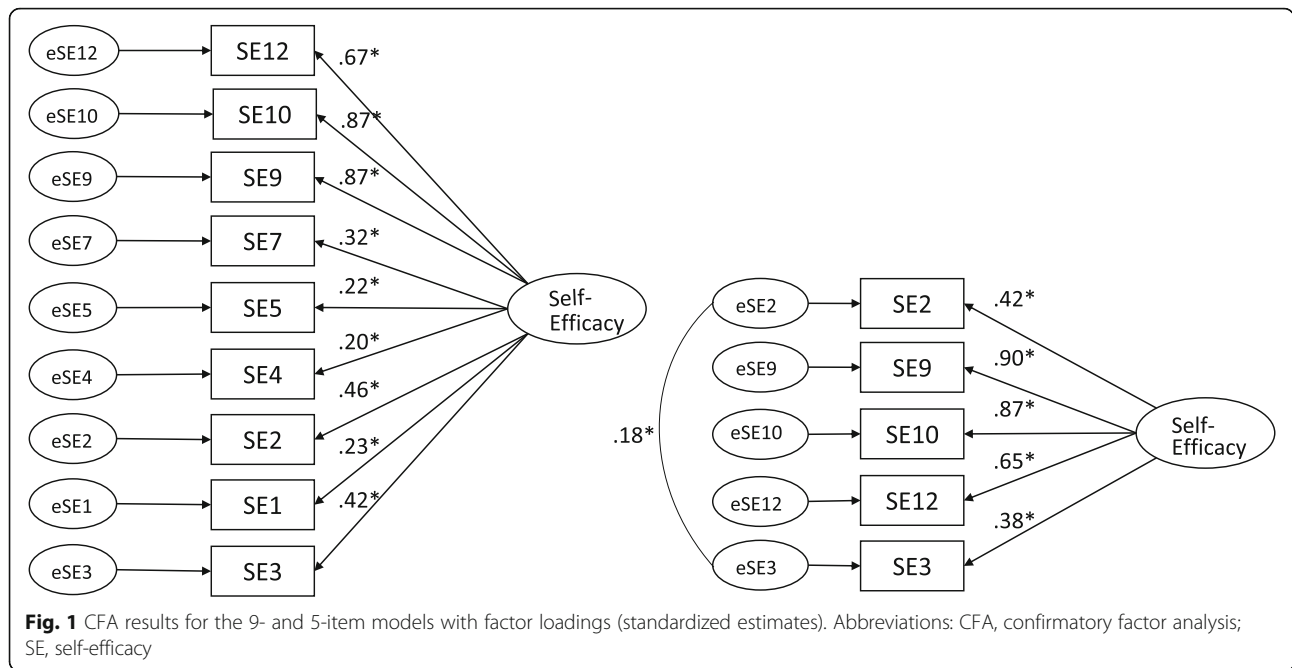 eSE12 SE12 .67*
eSE10 SE10 .87*
eSE9 SE9 .87*
eSE7 SE7 .32*
eSE5 SE5 .22*
eSE4 SE4 .20*
eSE2 SE2 .46*
eSE1 SE1 .23*
eSE3 SE3 .42*
Self-
Efficacy
eSE2 SE2 .42*
eSE9 SE9 .90*
eSE10 SE10 .87*
eSE12 SE12 .65*
eSE3 SE3 .38*
.18*
Self-
Efficacy
Fig. 1 CFA results for the 9- and 5-item models with factor loadings (standardized estimates). Abbreviations: CFA, confirmatory factor analysis;
SE, self-efficacy